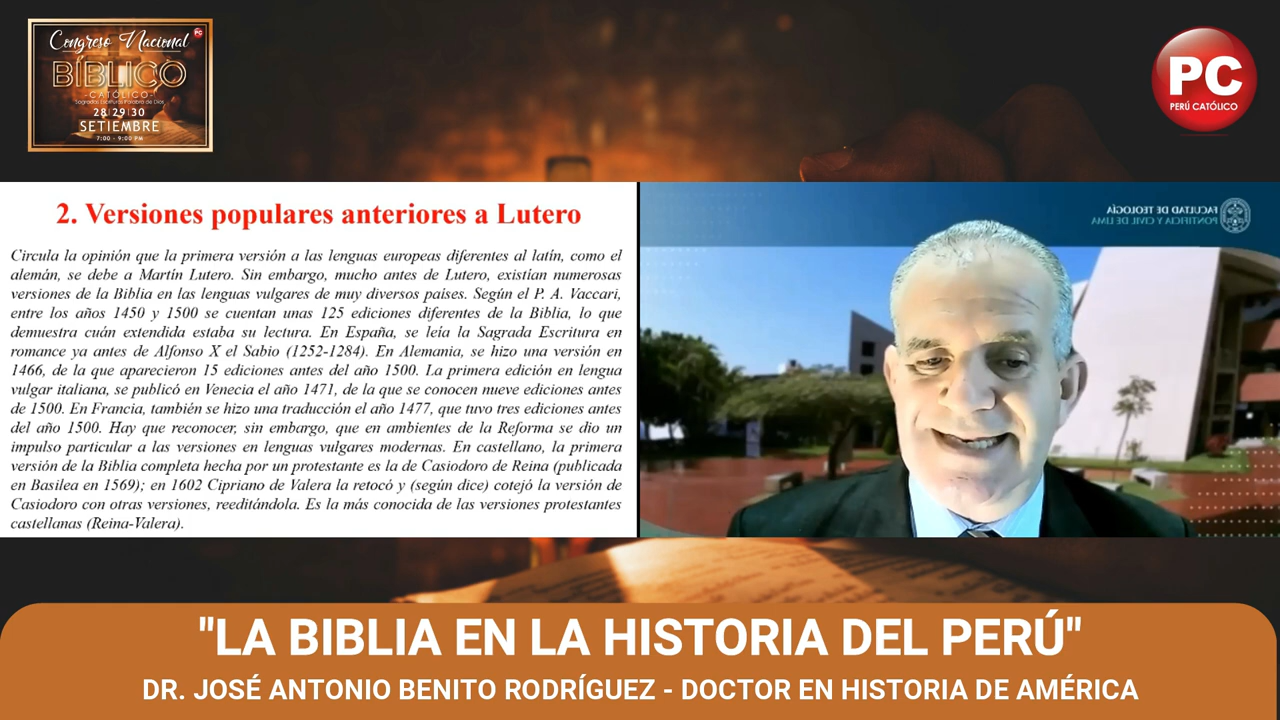 Congreso Nacional
PC
BÍBLICO
-CATÓLICO-
Sagradas Escrituras Palabra de Dios
28|29|30
SETIEMBRE
7:00 - 9:00 PM
PC
PERÚ CATÓLICO
2. Versiones populares anteriores a Lutero
Circula la opinión que la primera versión a las lenguas europeas diferentes al latín, como el
alemán, se debe a Martín Lutero. Sin embargo, mucho antes de Lutero, existían numerosas
versiones de la Biblia en las lenguas vulgares de muy diversos países. Según el P. A. Vaccari,
entre los años 1450 y 1500 se cuentan unas 125 ediciones diferentes de la Biblia, lo que
demuestra cuán extendida estaba su lectura. En España, se leía la Sagrada Escritura en
romance ya antes de Alfonso X el Sabio (1252-1284). En Alemania, se hizo una versión en
1466, de la que aparecieron 15 ediciones antes del año 1500. La primera edición en lengua
vulgar italiana, se publicó en Venecia el año 1471, de la que se conocen nueve ediciones antes
de 1500. En Francia, también se hizo una traducción el año 1477, que tuvo tres ediciones antes
del año 1500. Hay que reconocer, sin embargo, que en ambientes de la Reforma se dio un
impulso particular a las versiones en lenguas vulgares modernas. En castellano, la primera
versión de la Biblia completa hecha por un protestante es la de Casiodoro de Reina (publicada
en Basilea en 1569); en 1602 Cipriano de Valera la retocó y (según dice) cotejó la versión de
Casiodoro con otras versiones, reeditándola. Es la más conocida de las versiones protestantes
castellanas (Reina-Valera).
FACULTAD DE TEOLOGÍA
PONTIFICIA Y CIVIL DE LIMA
"LA BIBLIA EN LA HISTORIA DEL PERÚ"
DR. JOSÉ ANTONIO BENITO RODRÍGUEZ - DOCTOR EN HISTORIA DE AMÉRICA